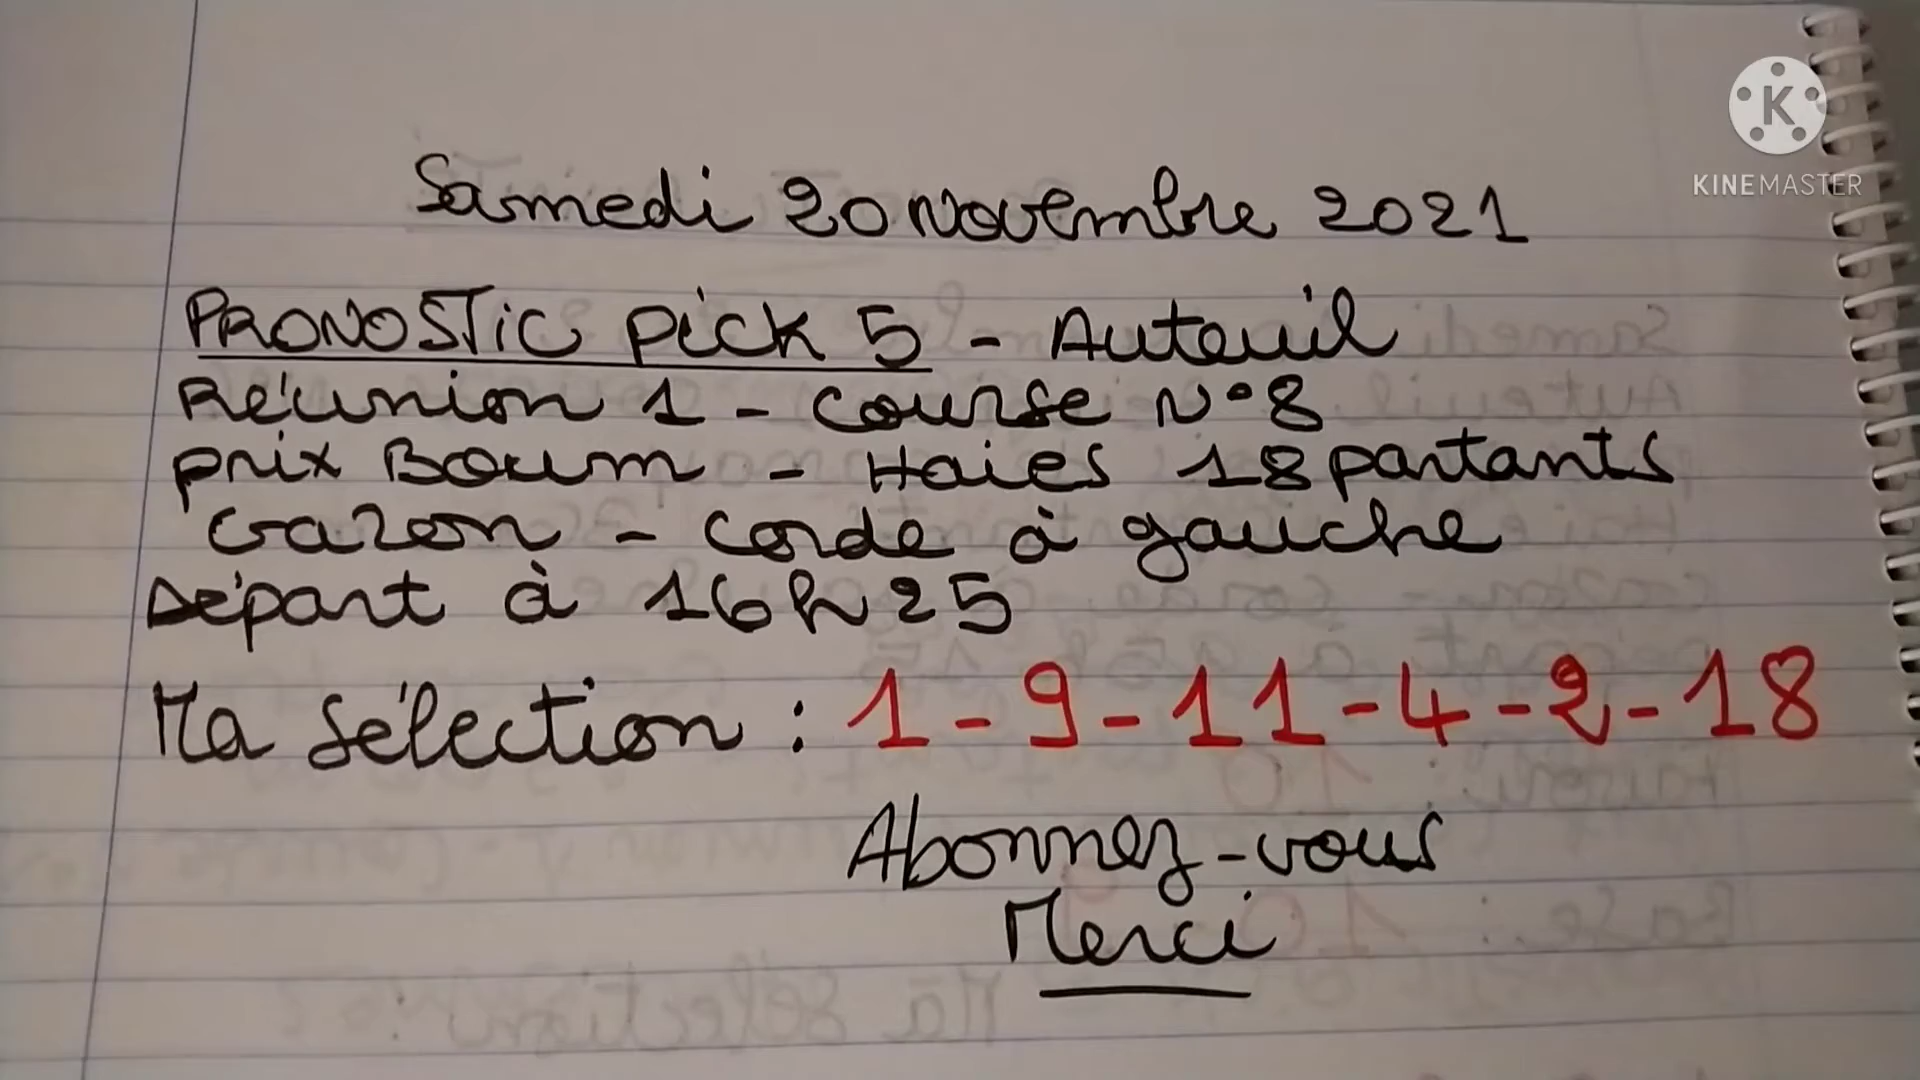 KINEMASTER
Samedi 20 Novembre 2021
PRONOSTIC PICK 5 - Auteuil
Réunion 1 - course N°8
prix Boum - Haies 18 partants
Gazon - corde à gauche
Départ à 16h25
Ma sélection : 1 - 9 - 11 - 4 - 2 - 18
Abonnez-vous
Merci